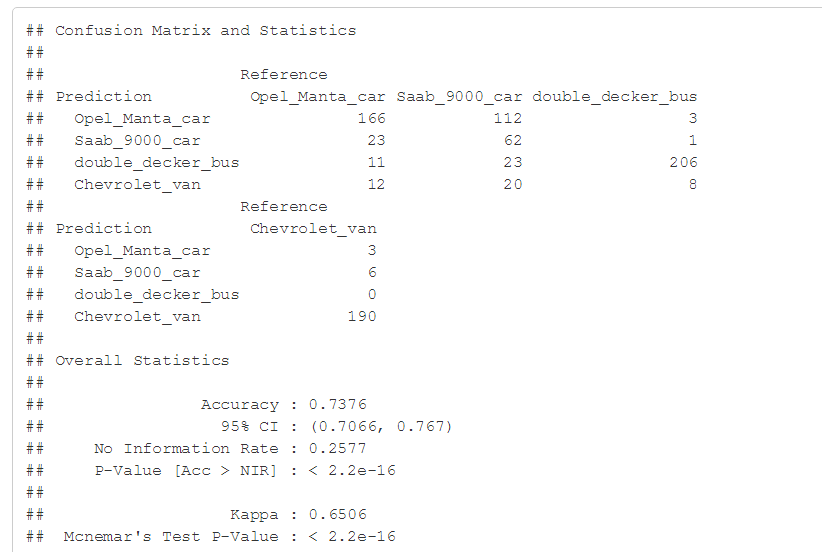 ## Confusion Matrix and Statistics
##
##                      Reference
## Prediction           Opel_Manta_car Saab_9000_car double_decker_bus
##   Opel_Manta_car                166           112                 3
##   Saab_9000_car                  23            62                 1
##   double_decker_bus              11            23               206
##   Chevrolet_van                  12            20                 8
##                      Reference
## Prediction           Chevrolet_van
##   Opel_Manta_car                 3
##   Saab_9000_car                  6
##   double_decker_bus              0
##   Chevrolet_van                190
##
## Overall Statistics
##
##                Accuracy : 0.7376
##                  95% CI : (0.7066, 0.767)
##     No Information Rate : 0.2577
##     P-Value [Acc > NIR] : < 2.2e-16
##
##                   Kappa : 0.6506
##  Mcnemar's Test P-Value : < 2.2e-16